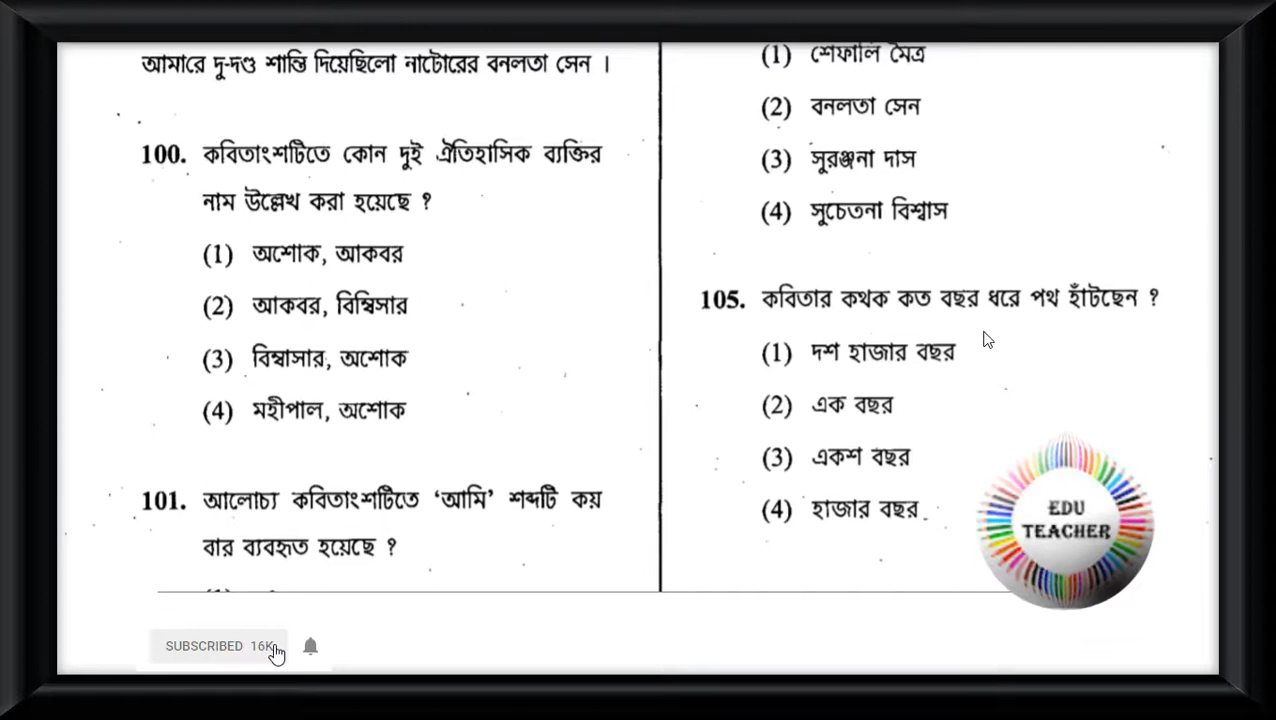 আমারে দু-দণ্ড শান্তি দিয়েছিলো নাটোরের বনলতা সেন ।
100. কবিতাংশটিতে কোন দুই ঐতিহাসিক ব্যক্তির
নাম উল্লেখ করা হয়েছে ?
(1) অশোক, আকবর
(2) আকবর, বিম্বিসার
(3) বিম্বাসার, অশোক
(4) মহীপাল, অশোক
101. আলোচ্য কবিতাংশটিতে ‘আমি’ শব্দটি কয়
বার ব্যবহৃত হয়েছে ?
(1) শেফালি মৈত্র
(2) বনলতা সেন
(3) সুরঞ্জনা দাস
(4) সুচেতনা বিশ্বাস
105. কবিতার কথক কত বছর ধরে পথ হাঁটছেন ?
(1) দশ হাজার বছর
(2) এক বছর
(3) একশ বছর
(4) হাজার বছর
EDU
TEACHER
SUBSCRIBED 16K